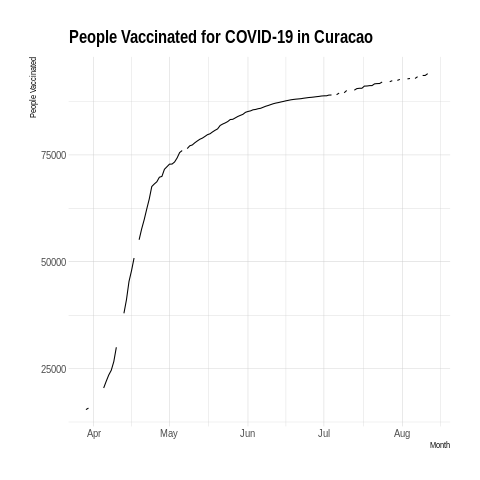 People Vaccinated for COVID-19 in Curacao
People Vaccinated
75000
50000
25000
Apr May Jun Jul Aug
Month